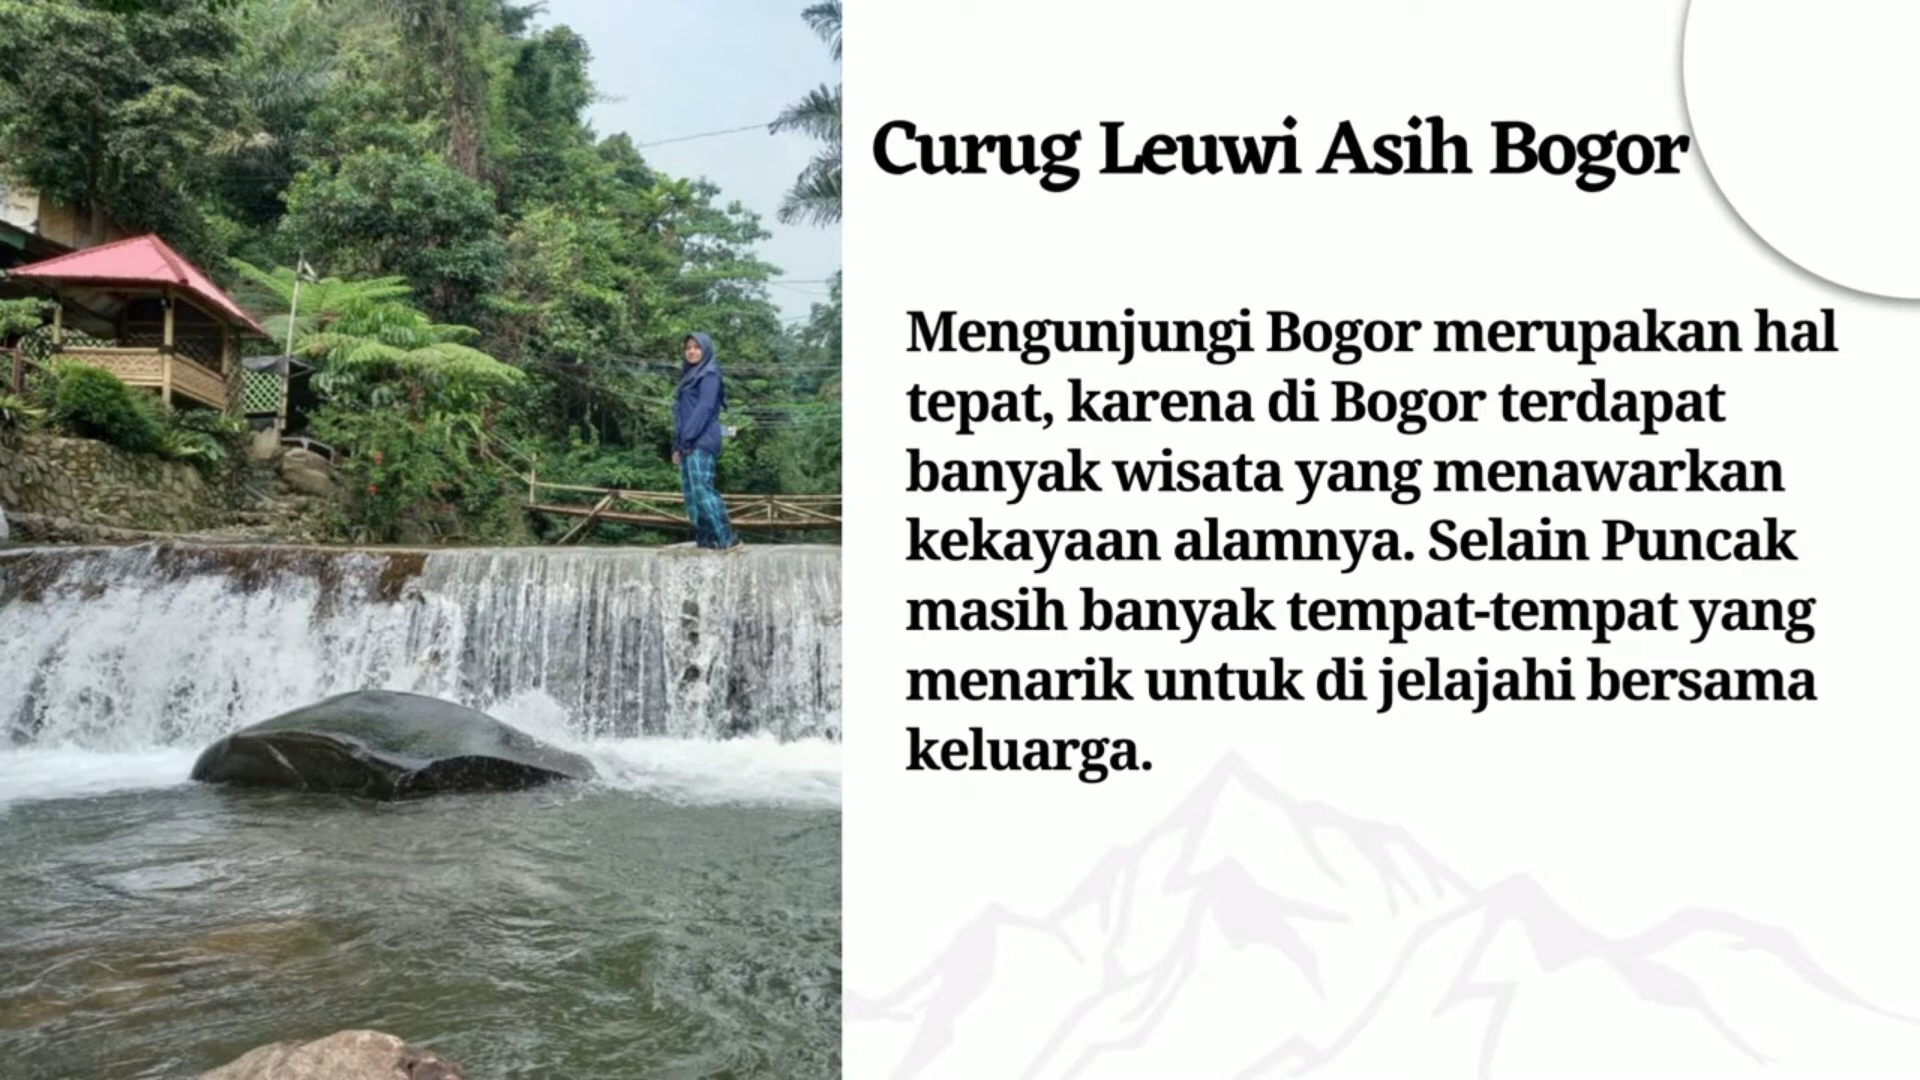 Curug Leuwi Asih Bogor
Mengunjungi Bogor merupakan hal
tepat, karena di Bogor terdapat
banyak wisata yang menawarkan
kekayaan alamnya. Selain Puncak
masih banyak tempat-tempat yang
menarik untuk di jelajahi bersama
keluarga.